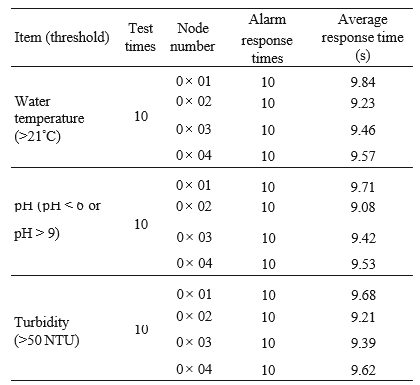 Item (threshold) Test times Node number Alarm response times Average response time (s)
Water temperature (>21°C) 10 0× 01 10 9.84
0× 02 10 9.23
0× 03 10 9.46
0× 04 10 9.57
pH (pH < 6 or pH > 9) 10 0× 01 10 9.71
0× 02 10 9.08
0× 03 10 9.42
0× 04 10 9.53
Turbidity (>50 NTU) 10 0× 01 10 9.68
0× 02 10 9.21
0× 03 10 9.39
0× 04 10 9.62